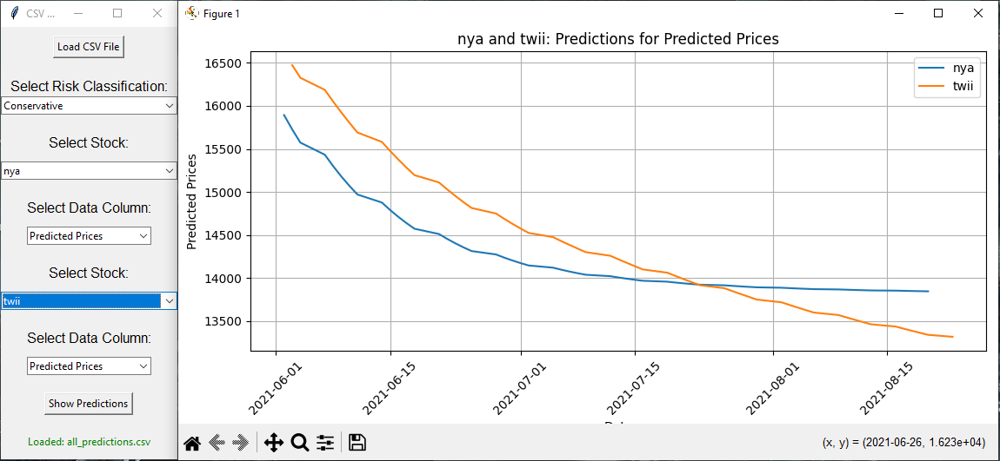 CSV ...
Load CSV File
Select Risk Classification:
Conservative
Select Stock:
nya
Select Data Column:
Predicted Prices
Select Stock:
twii
Select Data Column:
Predicted Prices
Show Predictions
Loaded: all_predictions.csv
Figure 1
nya and twii: Predictions for Predicted Prices
nya
twii
Predicted Prices
16500
16000
15500
15000
14500
14000
13500
2021-06-01
2021-06-15
2021-07-01
2021-07-15
2021-08-01
2021-08-15
(x, y) = (2021-06-26, 1.623e+04)